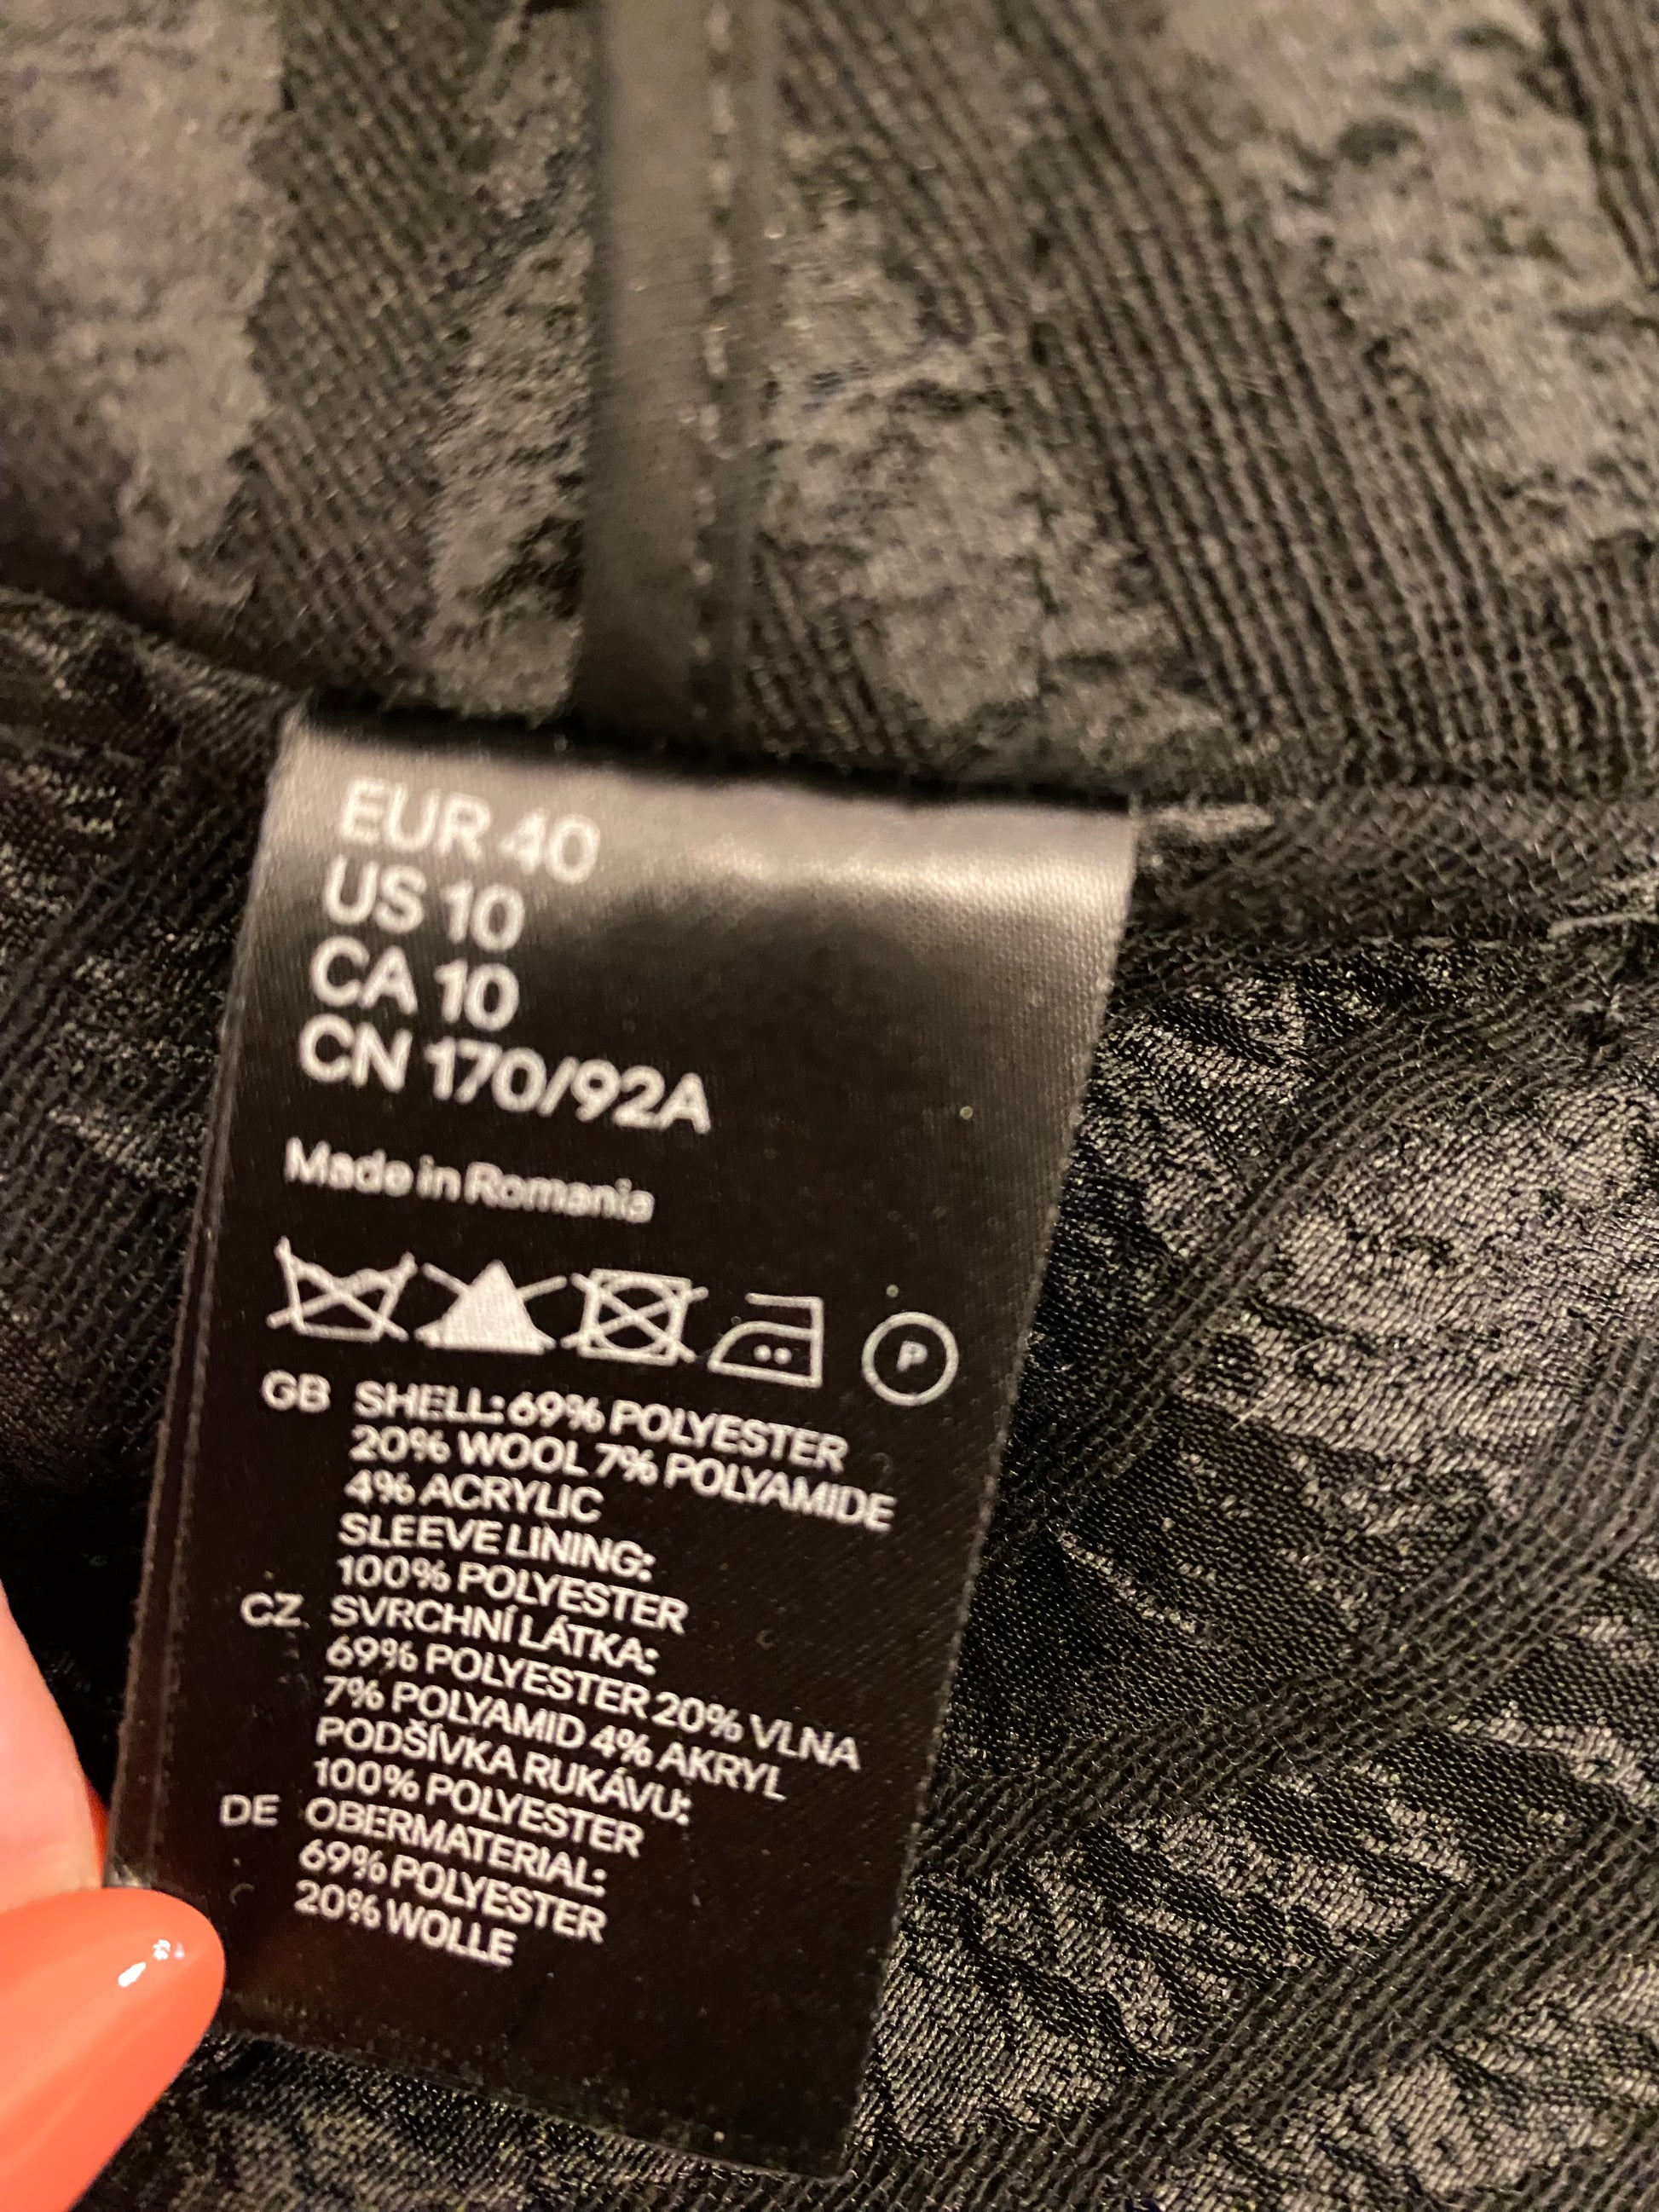 EUR 40
US 10
CA 10
CN 170/92A
Made in Romania
P
GB SHELL: 69% POLYESTER
20% WOOL 7% POLYAMIDE
4% ACRYLIC
SLEEVE LINING:
100% POLYESTER
CZ SVRCHNÍ LÁTKA:
69% POLYESTER 20% VLNA
7% POLYAMID 4% AKRYL
PODŠÍVKA RUKÁVU:
100% POLYESTER
DE OBERMATERIAL:
69% POLYESTER
20% WOLLE